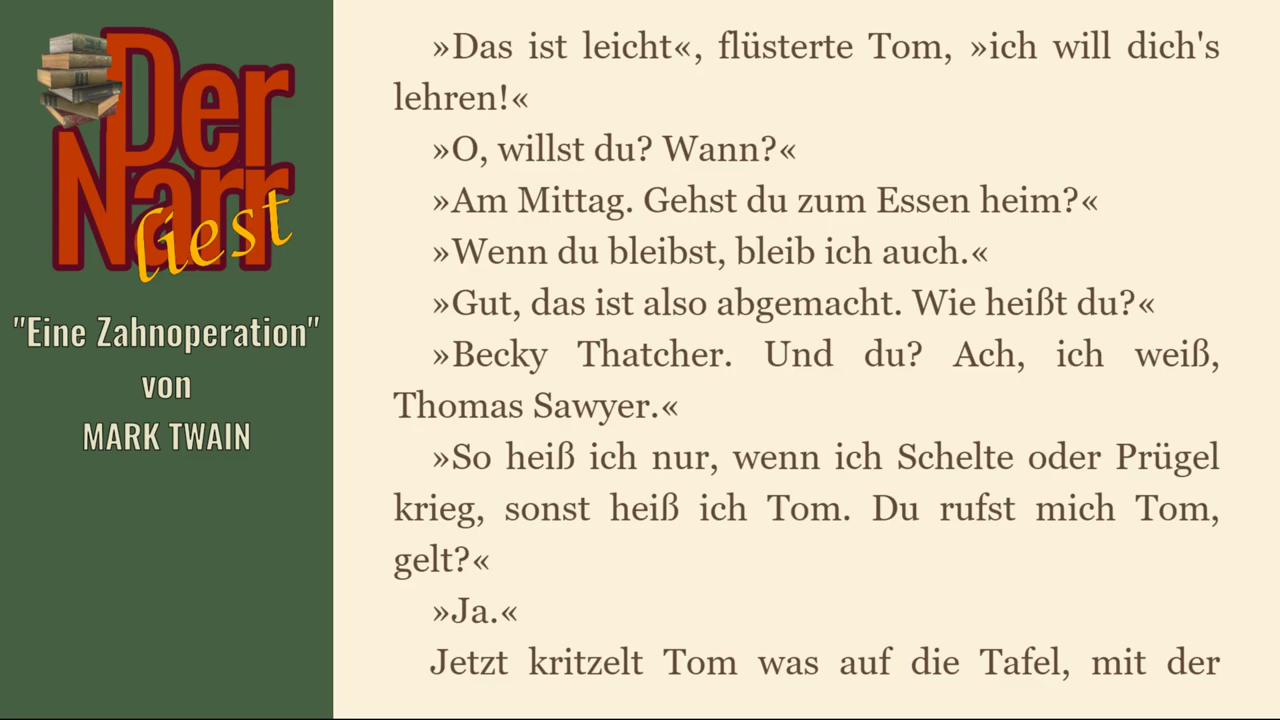 Der
Narr
liest
"Eine Zahnoperation"
von
MARK TWAIN
»Das ist leicht«, flüsterte Tom, »ich will dich's
lehren!«
»O, willst du? Wann?«
»Am Mittag. Gehst du zum Essen heim?«
»Wenn du bleibst, bleib ich auch.«
»Gut, das ist also abgemacht. Wie heißt du?«
»Becky Thatcher. Und du? Ach, ich weiß,
Thomas Sawyer.«
»So heiß ich nur, wenn ich Schelte oder Prügel
krieg, sonst heiß ich Tom. Du rufst mich Tom,
gelt?«
»Ja.«
Jetzt kritzelt Tom was auf die Tafel, mit der